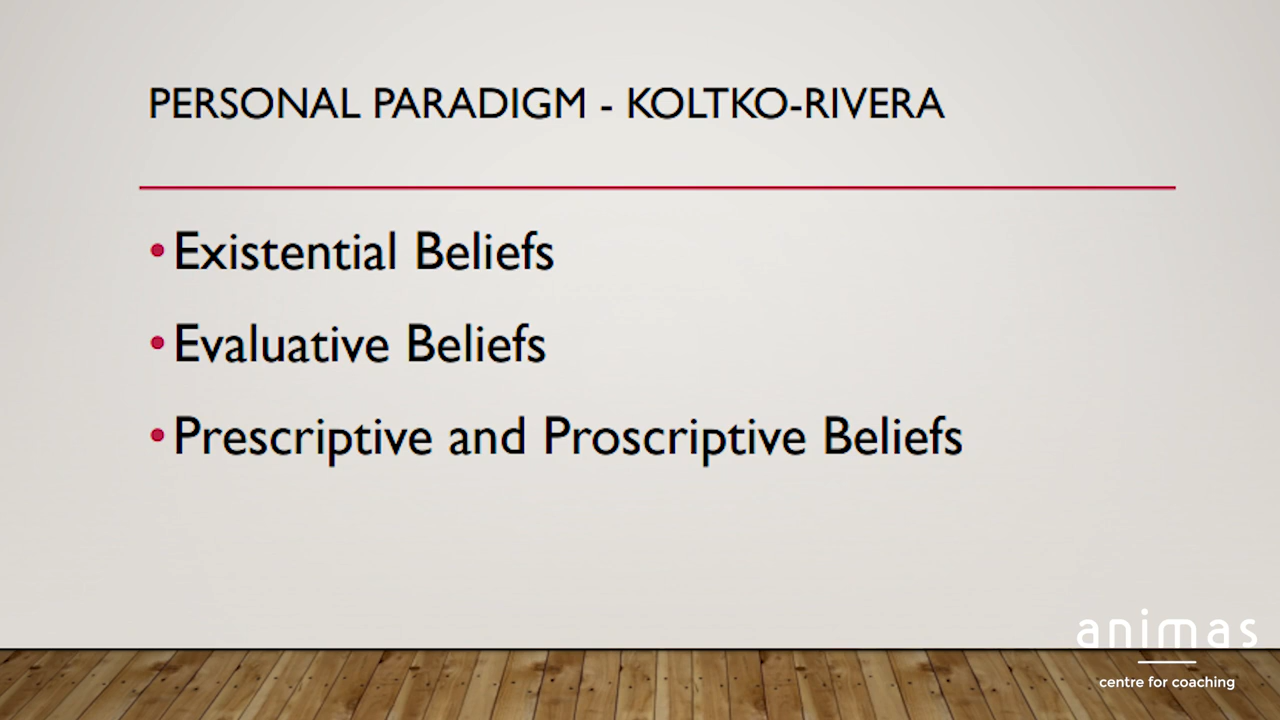 PERSONAL PARADIGM - KOLTKO-RIVERA
• Existential Beliefs
• Evaluative Beliefs
• Prescriptive and Proscriptive Beliefs
animas
centre for coaching